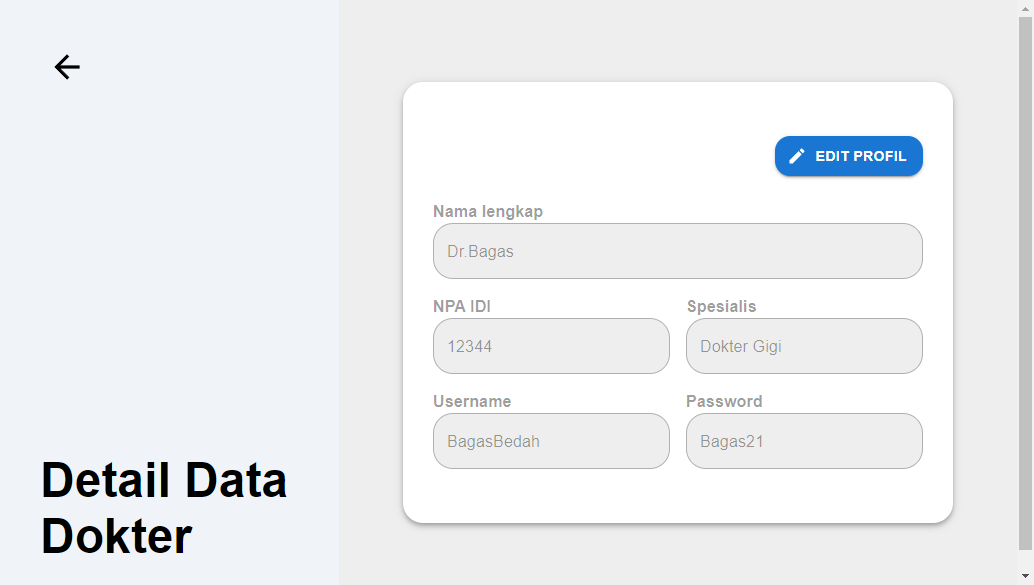 EDIT PROFIL
Nama lengkap
Dr.Bagas
NPA IDI
Spesialis
12344
Dokter Gigi
Username
Password
BagasBedah
Bagas21
Detail Data
Dokter